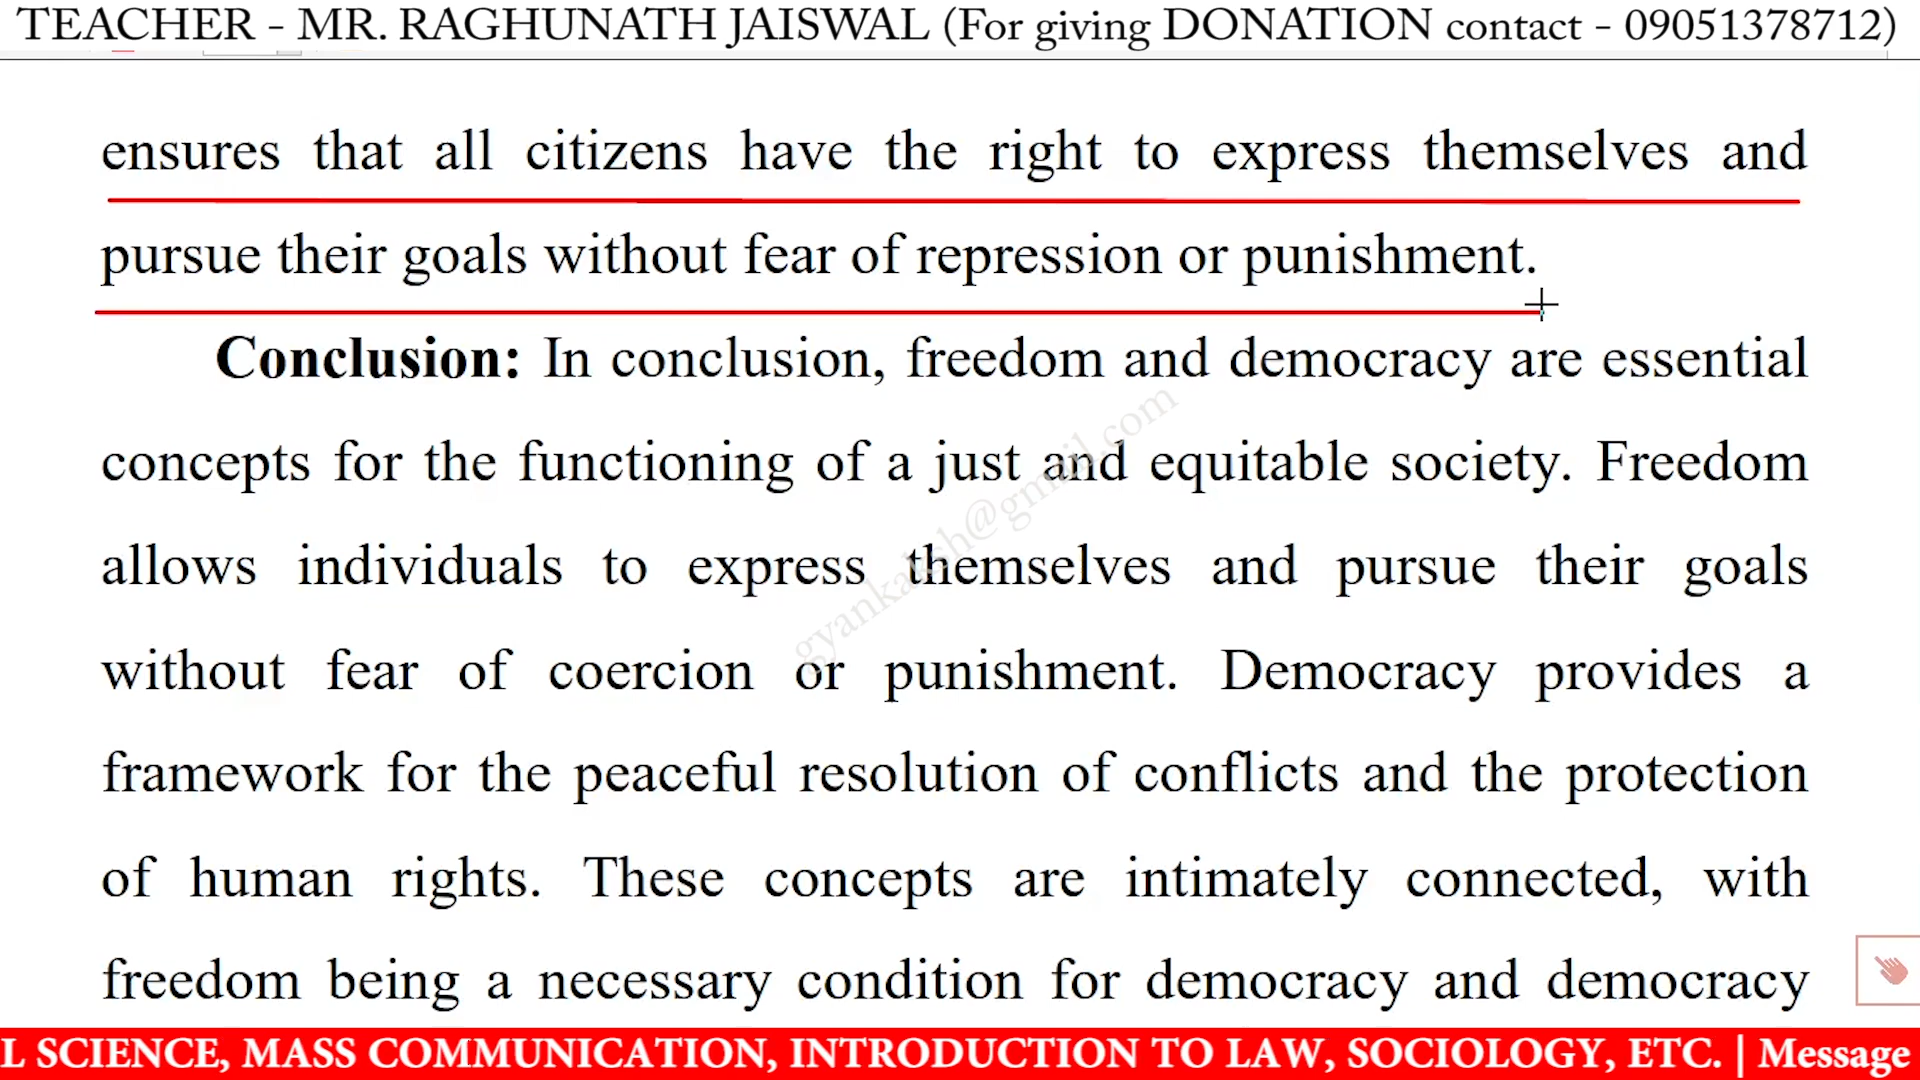 TEACHER - MR. RAGHUNATH JAISWAL (For giving DONATION contact - 09051378712)
ensures that all citizens have the right to express themselves and
pursue their goals without fear of repression or punishment.
Conclusion: In conclusion, freedom and democracy are essential
concepts for the functioning of a just and equitable society. Freedom
allows individuals to express themselves and pursue their goals
without fear of coercion or punishment. Democracy provides a
framework for the peaceful resolution of conflicts and the protection
of human rights. These concepts are intimately connected, with
freedom being a necessary condition for democracy and democracy
gyankaksh@gmail.com
L SCIENCE, MASS COMMUNICATION, INTRODUCTION TO LAW, SOCIOLOGY, ETC. | Message